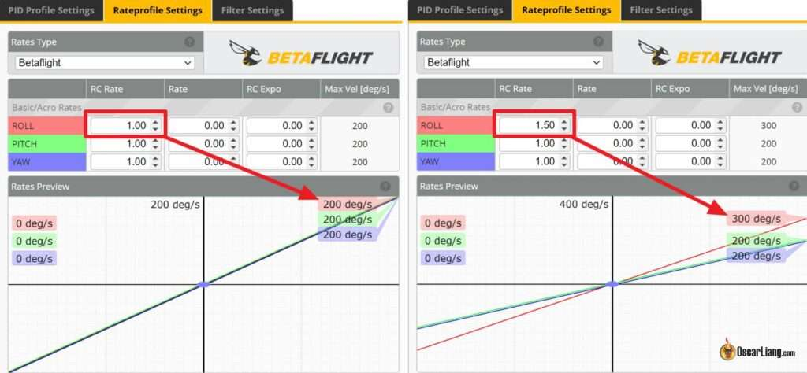 PID Profile Settings Rateprofile Settings Filter Settings
Rates Type
Betaflight
BETAFLIGHT
RC Rate Rate RC Expo Max Vel [deg/s]
Basic/Acro Rates
ROLL 1.00 0.00 0.00 200
PITCH 1.00 0.00 0.00 200
YAW 1.00 0.00 0.00 200
Rates Preview
200 deg/s
200 deg/s
200 deg/s
200 deg/s
0 deg/s
0 deg/s
0 deg/s
PID Profile Settings Rateprofile Settings Filter Settings
Rates Type
Betaflight
BETAFLIGHT
RC Rate Rate RC Expo Max Vel [deg/s]
Basic/Acro Rates
ROLL 1.50 0.00 0.00 300
PITCH 1.00 0.00 0.00 200
YAW 1.00 0.00 0.00 200
Rates Preview
400 deg/s
300 deg/s
200 deg/s
200 deg/s
0 deg/s
0 deg/s
0 deg/s
OscarLiang.com